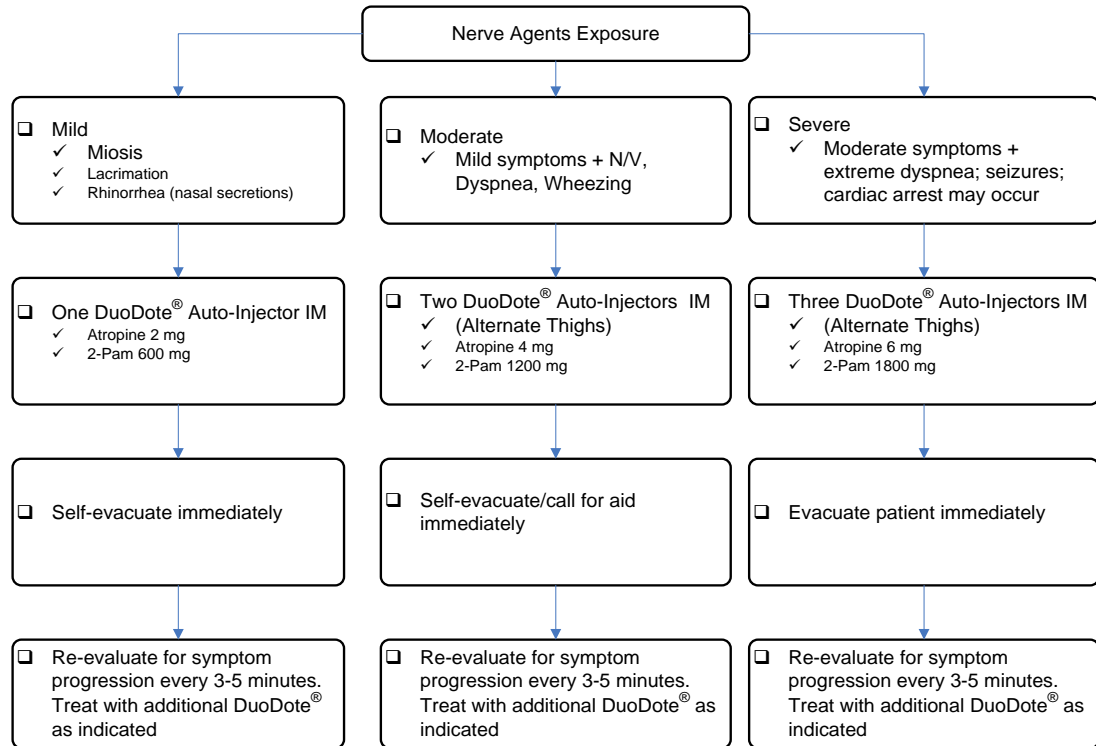 Nerve Agents Exposure
❑ Mild
✓ Miosis
✓ Lacrimation
✓ Rhinorrhea (nasal secretions)
❑ Moderate
✓ Mild symptoms + N/V,
Dyspnea, Wheezing
❑ Severe
✓ Moderate symptoms +
extreme dyspnea; seizures;
cardiac arrest may occur
❑ One DuoDote® Auto-Injector IM
✓ Atropine 2 mg
✓ 2-Pam 600 mg
❑ Two DuoDote® Auto-Injectors IM
✓ (Alternate Thighs)
✓ Atropine 4 mg
✓ 2-Pam 1200 mg
❑ Three DuoDote® Auto-Injectors IM
✓ (Alternate Thighs)
✓ Atropine 6 mg
✓ 2-Pam 1800 mg
❑ Self-evacuate immediately
❑ Self-evacuate/call for aid
immediately
❑ Evacuate patient immediately
❑ Re-evaluate for symptom
progression every 3-5 minutes.
Treat with additional DuoDote®
as indicated
❑ Re-evaluate for symptom
progression every 3-5 minutes.
Treat with additional DuoDote® as
indicated
❑ Re-evaluate for symptom
progression every 3-5 minutes.
Treat with additional DuoDote® as
indicated